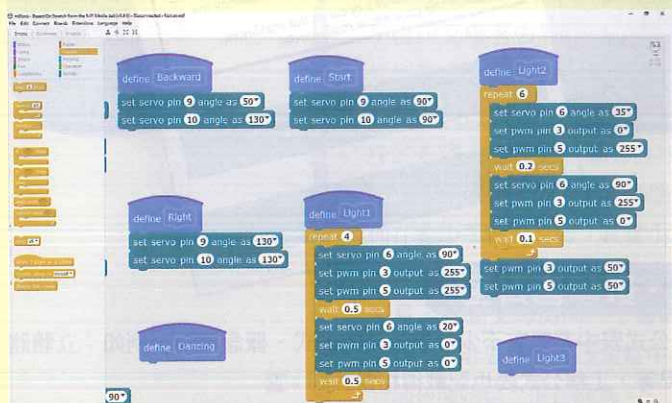 File Edit Connect Boards Extensions Language Help
define Backward
set servo pin 9 angle as 50
set servo pin 10 angle as 130
define Start
set servo pin 9 angle as 90
set servo pin 10 angle as 90
define Light2
repeat 6
set servo pin 6 angle as 35
set pwm pin 3 output as 0
set pwm pin 5 output as 255
wait 0.2 secs
set servo pin 6 angle as 90
set pwm pin 3 output as 255
set pwm pin 5 output as 0
wait 0.1 secs
set pwm pin 3 output as 50
set pwm pin 5 output as 50
define Right
set servo pin 9 angle as 130
set servo pin 10 angle as 130
define Light1
repeat 4
set servo pin 6 angle as 90
set pwm pin 3 output as 255
set pwm pin 5 output as 255
wait 0.5 secs
set servo pin 6 angle as 20
set pwm pin 3 output as 0
set pwm pin 5 output as 0
wait 0.5 secs
define Dancing
define Light3
90